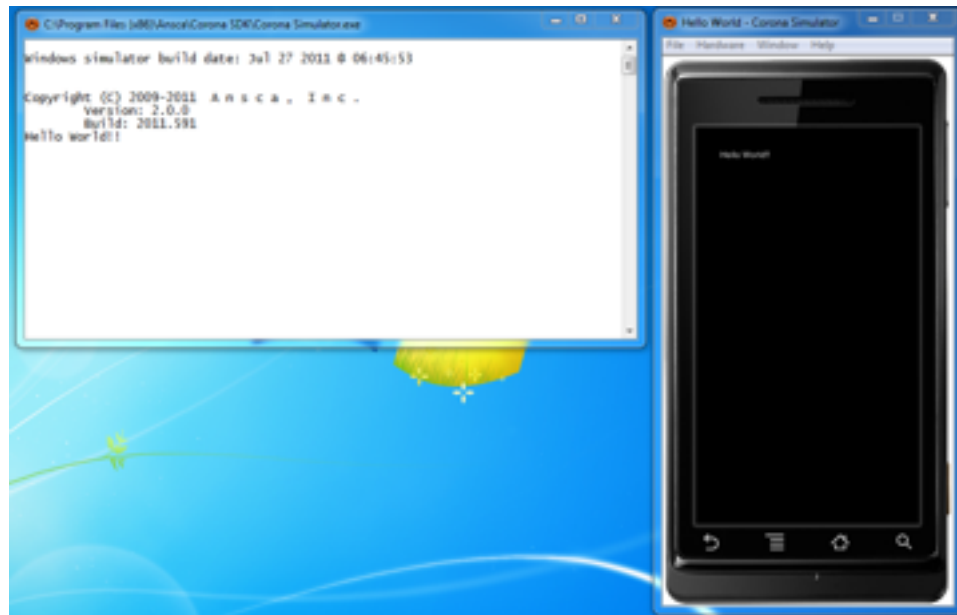 C:\Program Files (x86)\Ansca\Corona SDK\Corona Simulator.exe
Windows simulator build date: Jul 27 2011 @ 06:45:53
Copyright (C) 2009-2011  A n s c a ,  I n c .
Version: 2.0.0
Build: 2011.591
Hello World!!
Hello World - Corona Simulator
File Hardware Window Help
Hello World!!